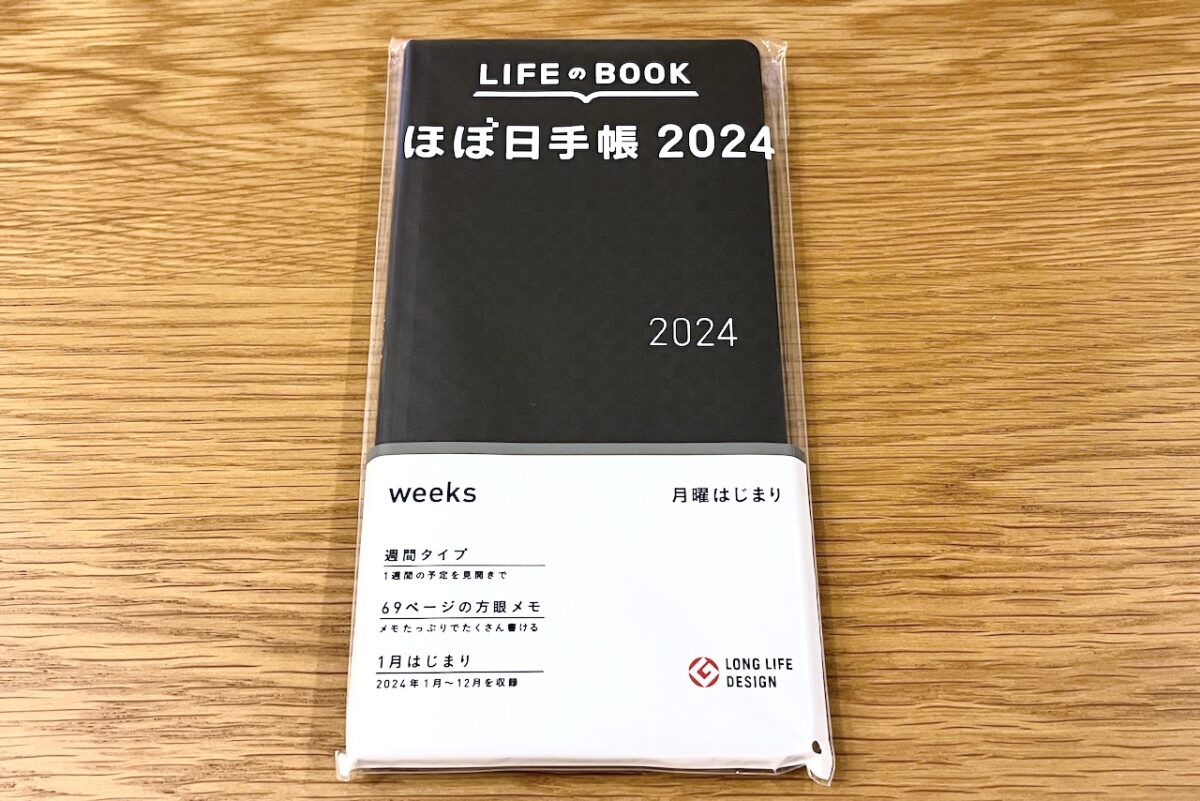 LIFEのBOOK
ほぼ日手帳 2024
2024
weeks
月曜はじまり
週間タイプ
1週間の予定を見開きで
69ページの方眼メモ
メモたっぷりでたくさん書ける
1月はじまり
2024年1月〜12月を収録
LONG LIFE
DESIGN